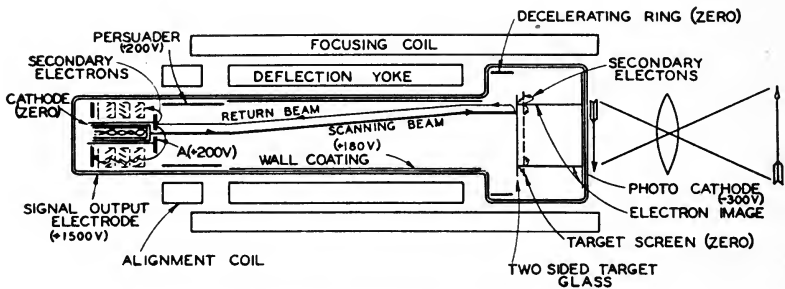 PERSUADER
(+200V)
DECELERATING RING (ZERO)
FOCUSING COIL
SECONDARY
ELECTRONS
SECONDARY
ELECTONS
DEFLECTION YOKE
CATHODE
(ZERO)
RETURN BEAM
SCANNING BEAM
(+180V)
A(+200V)
WALL COATING
PHOTO CATHODE
(-300V)
ELECTRON IMAGE
SIGNAL OUTPUT
ELECTRODE
(+1500V)
TARGET SCREEN (ZERO)
ALIGNMENT COIL
TWO SIDED TARGET
GLASS